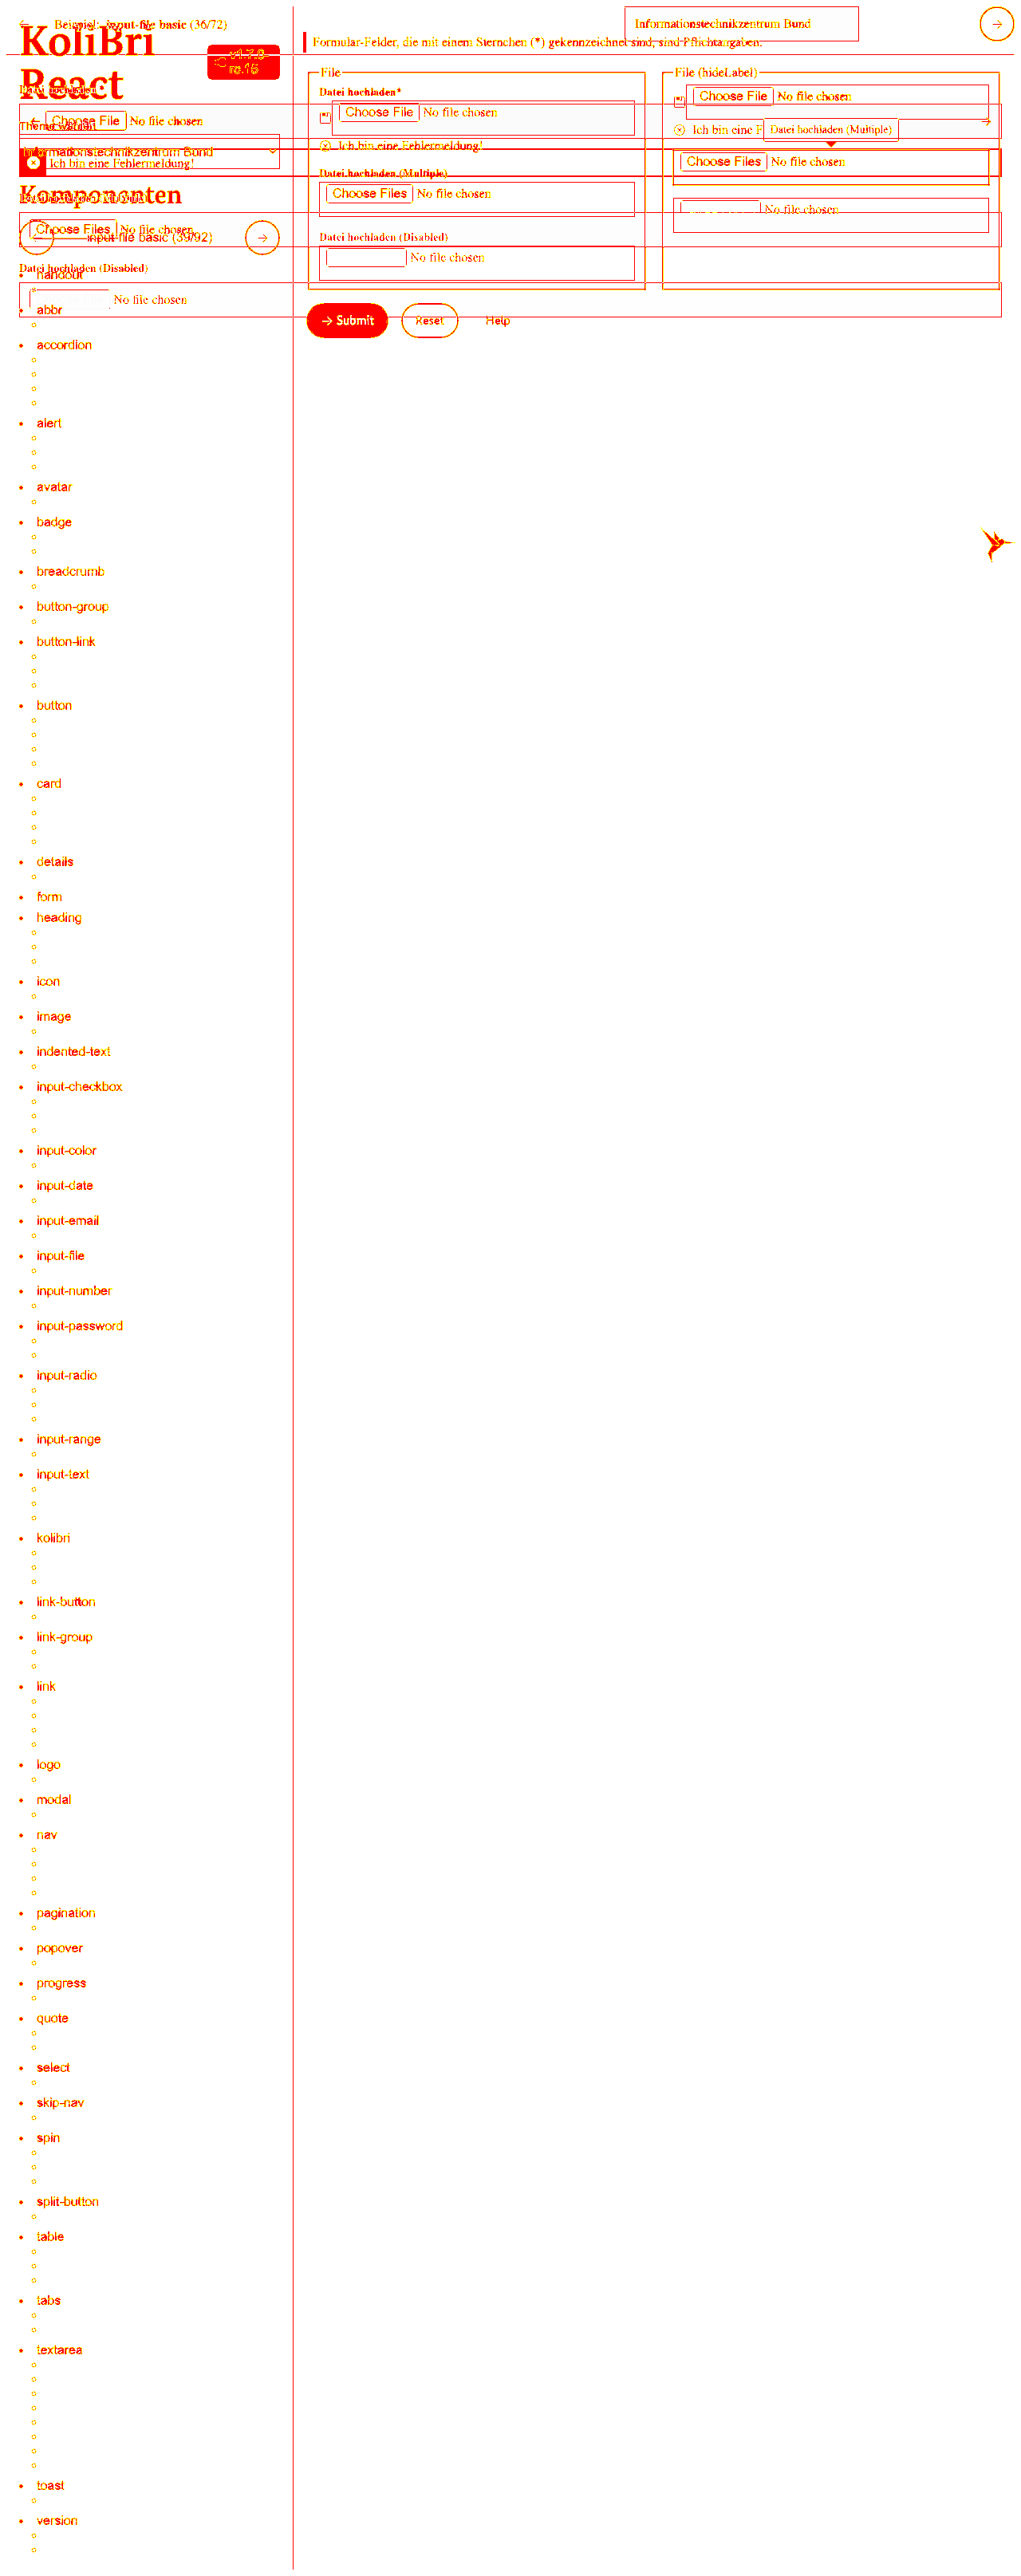 Beispiel: input-file basic (36/72)
Informationstechnikzentrum Bund
KoliBri
React
v1.7.0-
rc.15
Formular-Felder, die mit einem Sternchen (*) gekennzeichnet sind, sind Pflichtangaben.
File
File (hideLabel)
Datei hochladen*
Choose File No file chosen
Choose File No file chosen
Choose File No file chosen
Ich bin eine F
Datei hochladen (Multiple)
Ich bin eine Fehlermeldung!
Informationstechnikzentrum Bund
Ich bin eine Fehlermeldung!
Choose Files No file chosen
Datei hochladen (Multiple)
Komponenten
Choose Files No file chosen
No file chosen
Choose Files No file chosen
input-file basic (39/92)
Datei hochladen (Disabled)
No file chosen
Datei hochladen (Disabled)
handout
No file chosen
abbr
Submit
Reset
Help
accordion
alert
avatar
badge
breadcrumb
button-group
button-link
button
card
details
form
heading
icon
image
indented-text
input-checkbox
input-color
input-date
input-email
input-file
input-number
input-password
input-radio
input-range
input-text
kolibri
link-button
link-group
link
logo
modal
nav
pagination
popover
progress
quote
select
skip-nav
spin
split-button
table
tabs
textarea
toast
version